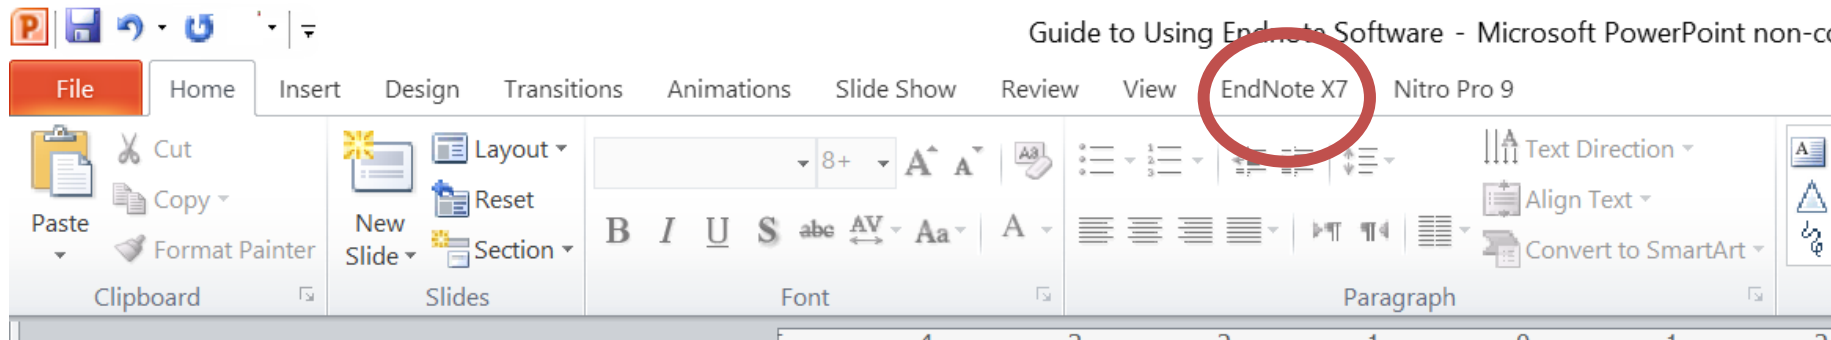 Guide to Using Endnote Software - Microsoft PowerPoint non-c
File Home Insert Design Transitions Animations Slide Show Review View EndNote X7 Nitro Pro 9
Cut
Copy
Format Painter
Paste
Clipboard
New
Slide
Layout
Reset
Section
Slides
8+
B I U S abc AV Aa A
Font
Text Direction
Align Text
Convert to SmartArt
Paragraph